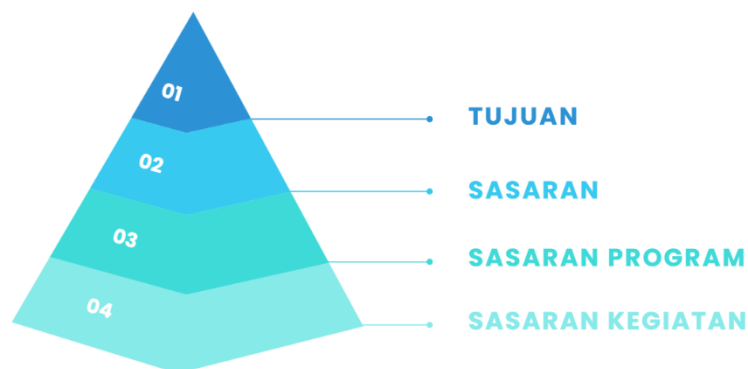 01
TUJUAN
02
SASARAN
03
SASARAN PROGRAM
04
SASARAN KEGIATAN